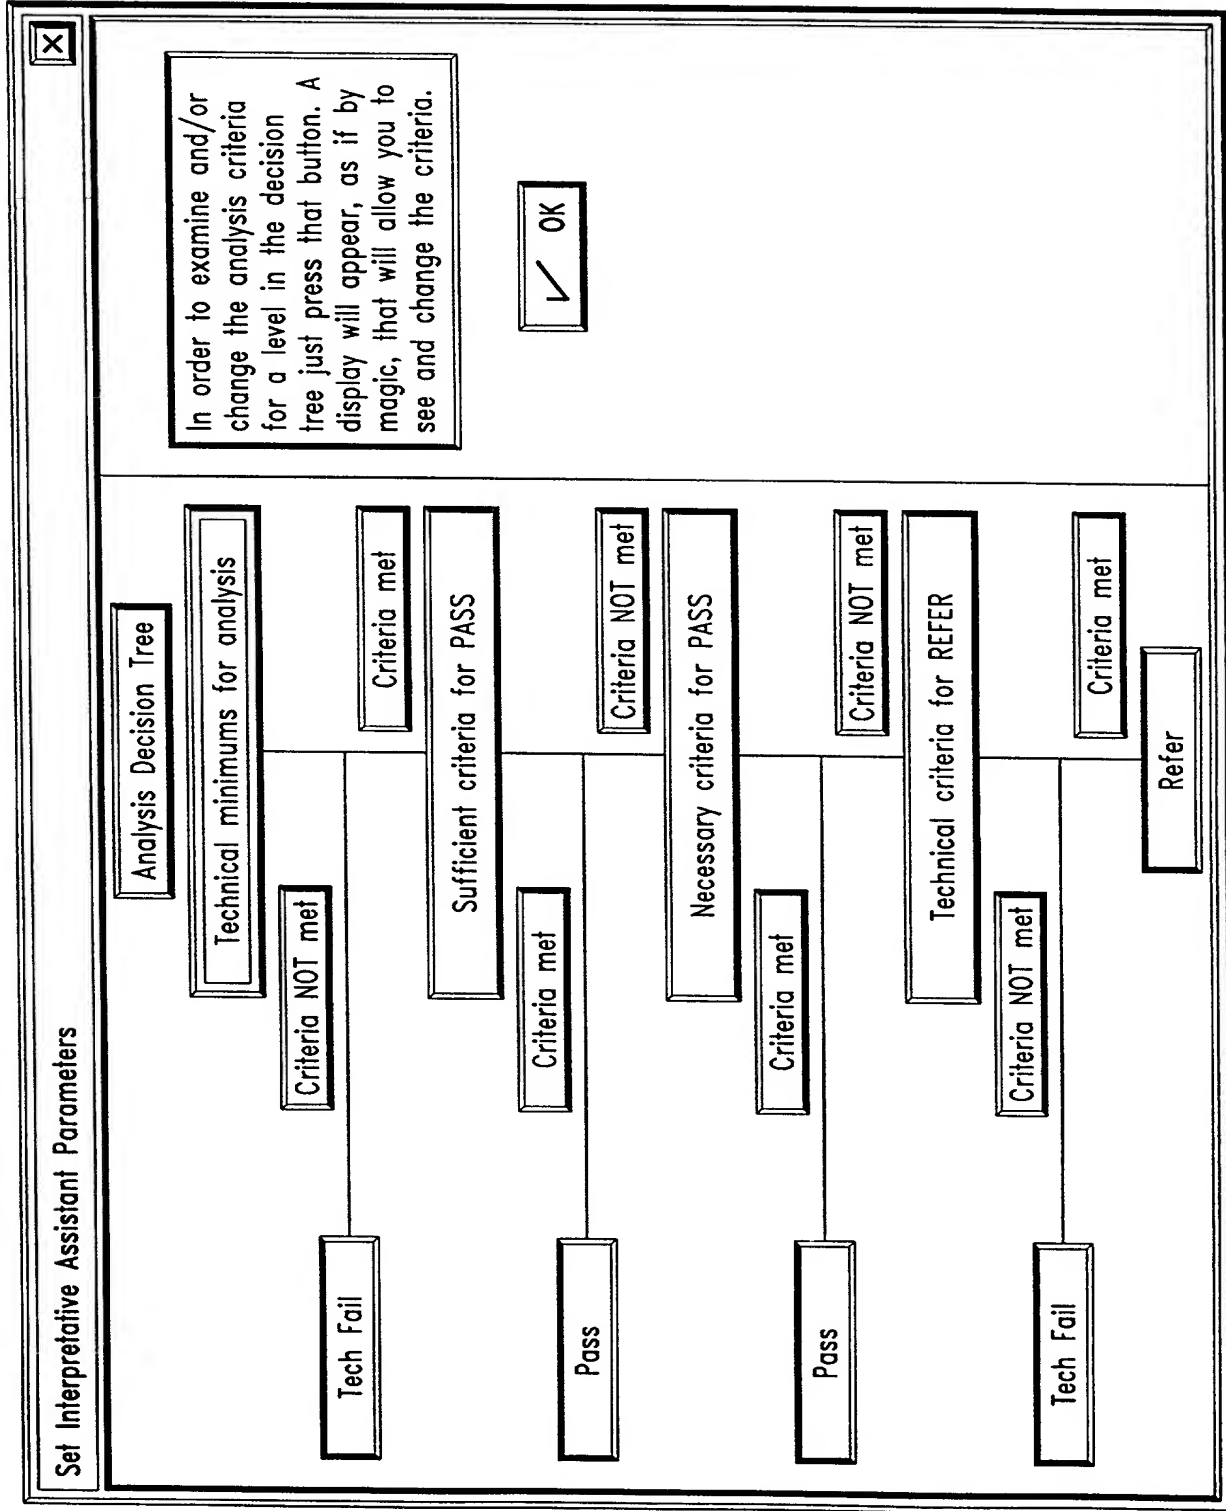 Set Interpretative Assistant Parameters
Analysis Decision Tree
Technical minimums for analysis
Criteria NOT met
Criteria met
Tech Fail
Sufficient criteria for PASS
Criteria met
Criteria NOT met
Pass
Necessary criteria for PASS
Criteria met
Criteria NOT met
Pass
Technical criteria for REFER
Criteria NOT met
Criteria met
Tech Fail
Refer
In order to examine and/or
change the analysis criteria
for a level in the decision
tree just press that button. A
display will appear, as if by
magic, that will allow you to
see and change the criteria.
OK